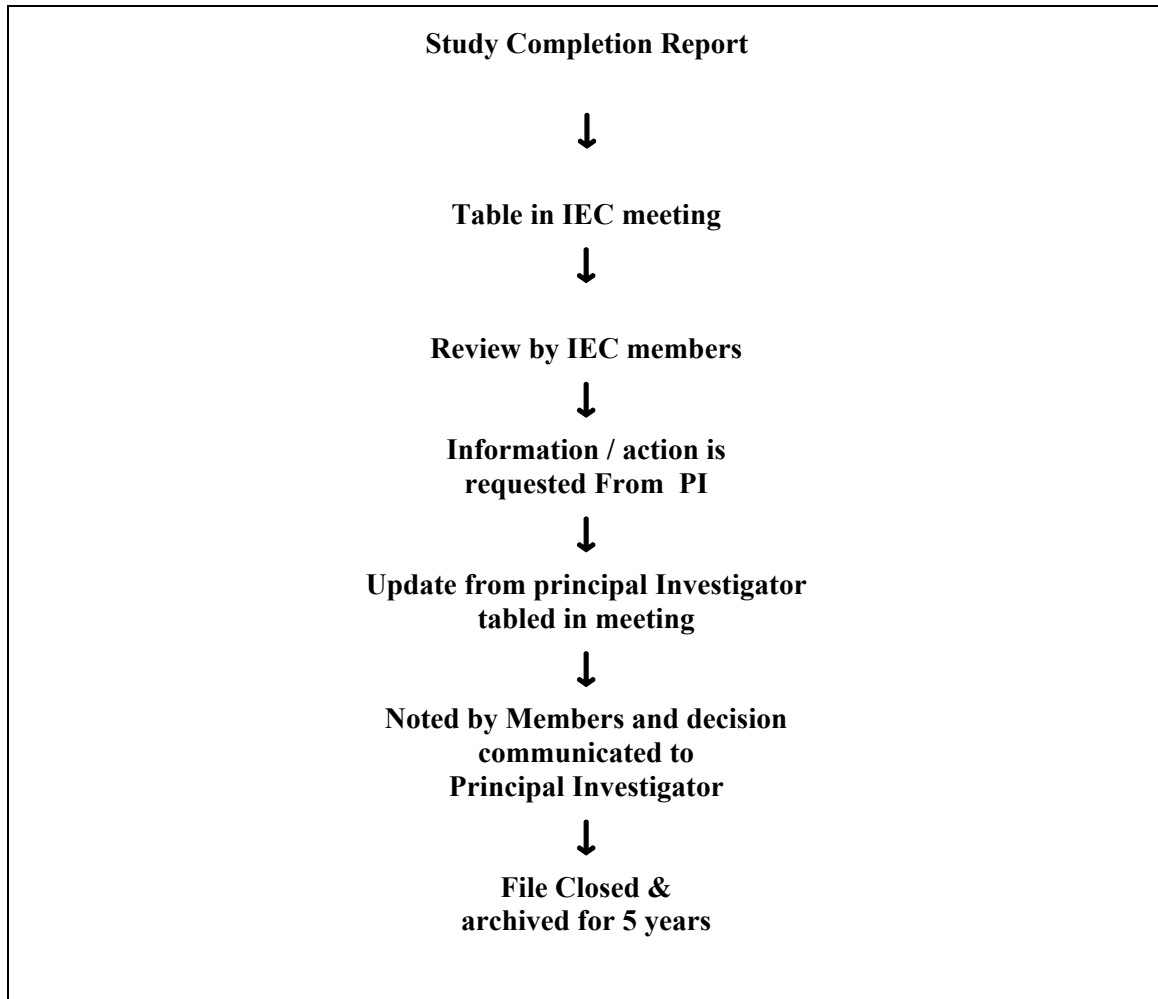 Study Completion Report
↓
Table in IEC meeting
↓
Review by IEC members
↓
Information / action is
requested From PI
↓
Update from principal Investigator
tabled in meeting
↓
Noted by Members and decision
communicated to
Principal Investigator
↓
File Closed &
archived for 5 years